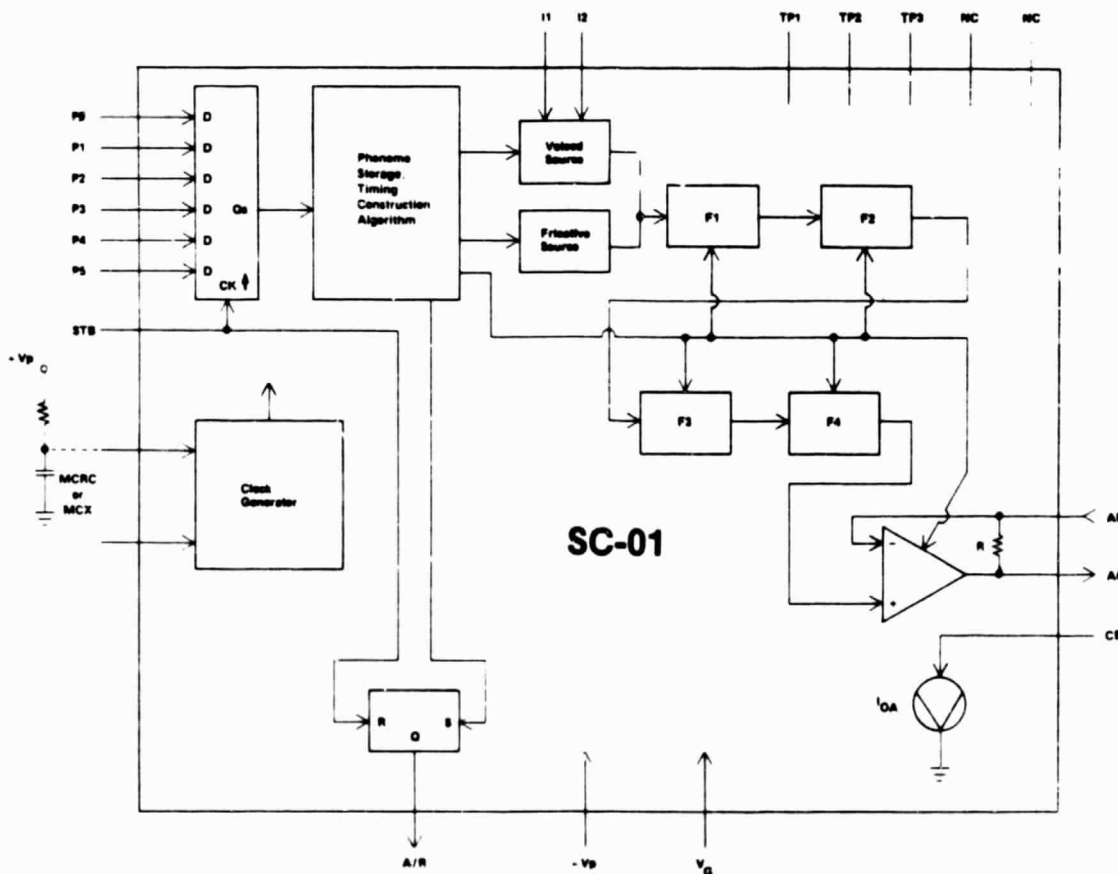 I1 I2 TP1 TP2 TP3 NC NC
P0
P1
P2
P3
P4
P5
D
D
D
D
D
D
Qs
CK
Phoneme
Storage,
Timing
Construction
Algorithm
Voiced
Source
Fricative
Source
F1
F2
STB
- Vp
MCRC
or
MCX
Clock
Generator
F3
F4
SC-01
-
+
R
CB
IOA
R S
Q
A/R
- Vp
VG